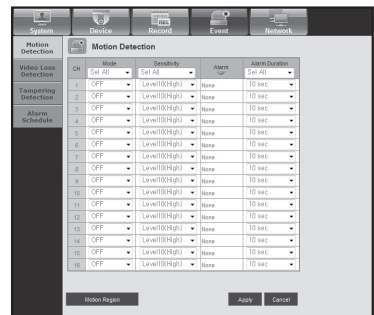 REC
System Device Record Event Network
Motion Detection
Video Loss Detection
Tampering Detection
Alarm Schedule
Motion Detection
CH Mode Sensitivity Alarm Alarm Duration
Sel All Sel All Sel All
1 OFF Level10(High) None 10 sec
2 OFF Level10(High) None 10 sec
3 OFF Level10(High) None 10 sec
4 OFF Level10(High) None 10 sec
5 OFF Level10(High) None 10 sec
6 OFF Level10(High) None 10 sec
7 OFF Level10(High) None 10 sec
8 OFF Level10(High) None 10 sec
9 OFF Level10(High) None 10 sec
10 OFF Level10(High) None 10 sec
11 OFF Level10(High) None 10 sec
12 OFF Level10(High) None 10 sec
13 OFF Level10(High) None 10 sec
14 OFF Level10(High) None 10 sec
15 OFF Level10(High) None 10 sec
16 OFF Level10(High) None 10 sec
Motion Region Apply Cancel